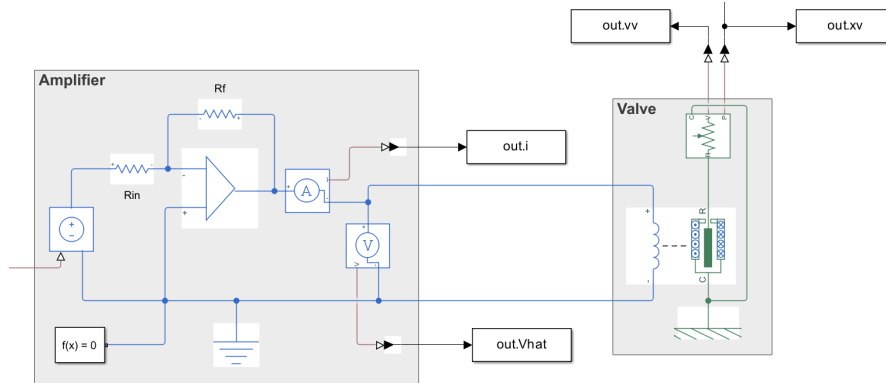 out.vv
out.xv
Amplifier
Rf
- +
Valve
C V P
+ -
Rin
-
+
+ A I
-
out.i
R
R
+
+
-
+
V
V -
-
C
f(x) = 0
out.Vhat